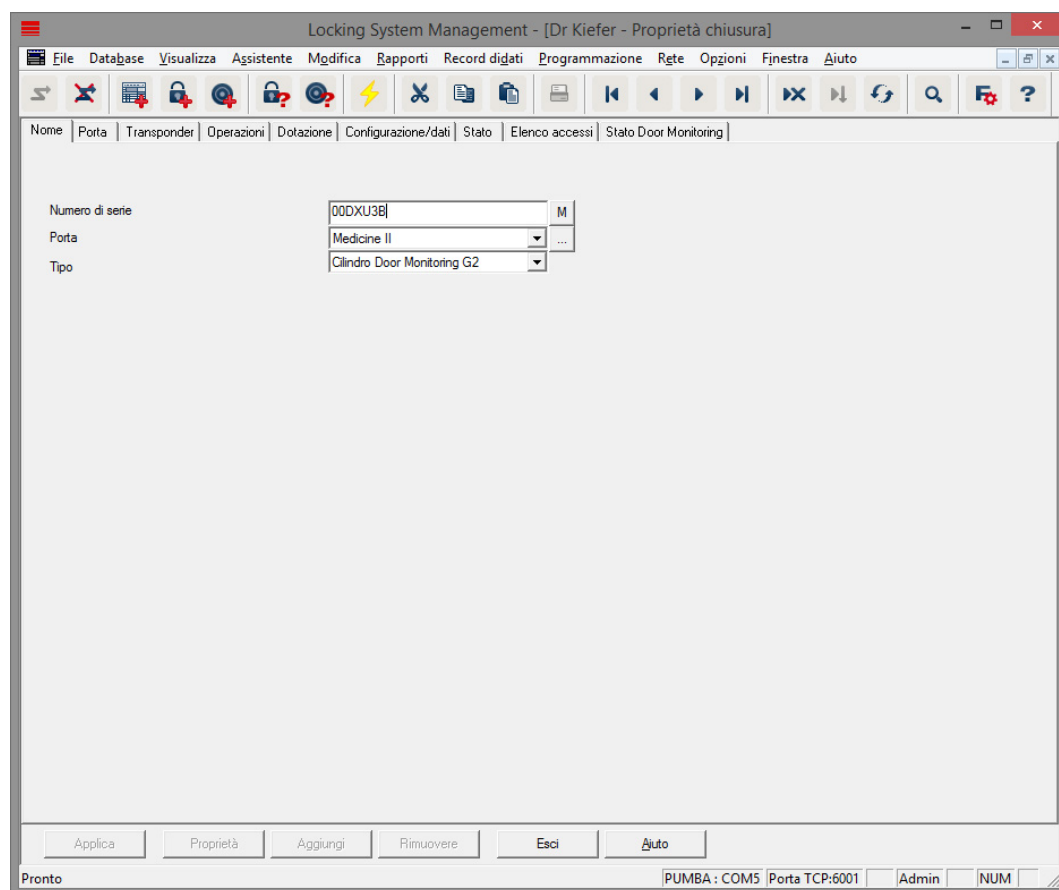 Locking System Management - [Dr Kiefer - Proprietà chiusura]
File Database Visualizza Assistente Modifica Rapporti Record didati Programmazione Rete Opzioni Finestra Aiuto
Nome Porta Transponder Operazioni Dotazione Configurazione/dati Stato Elenco accessi Stato Door Monitoring
Numero di serie 00DXU3B M
Porta Medicine II ...
Tipo Cilindro Door Monitoring G2
Applica Proprietà Aggiungi Rimuovere Esci Aiuto
Pronto PUMBA : COM5 Porta TCP:6001 Admin NUM